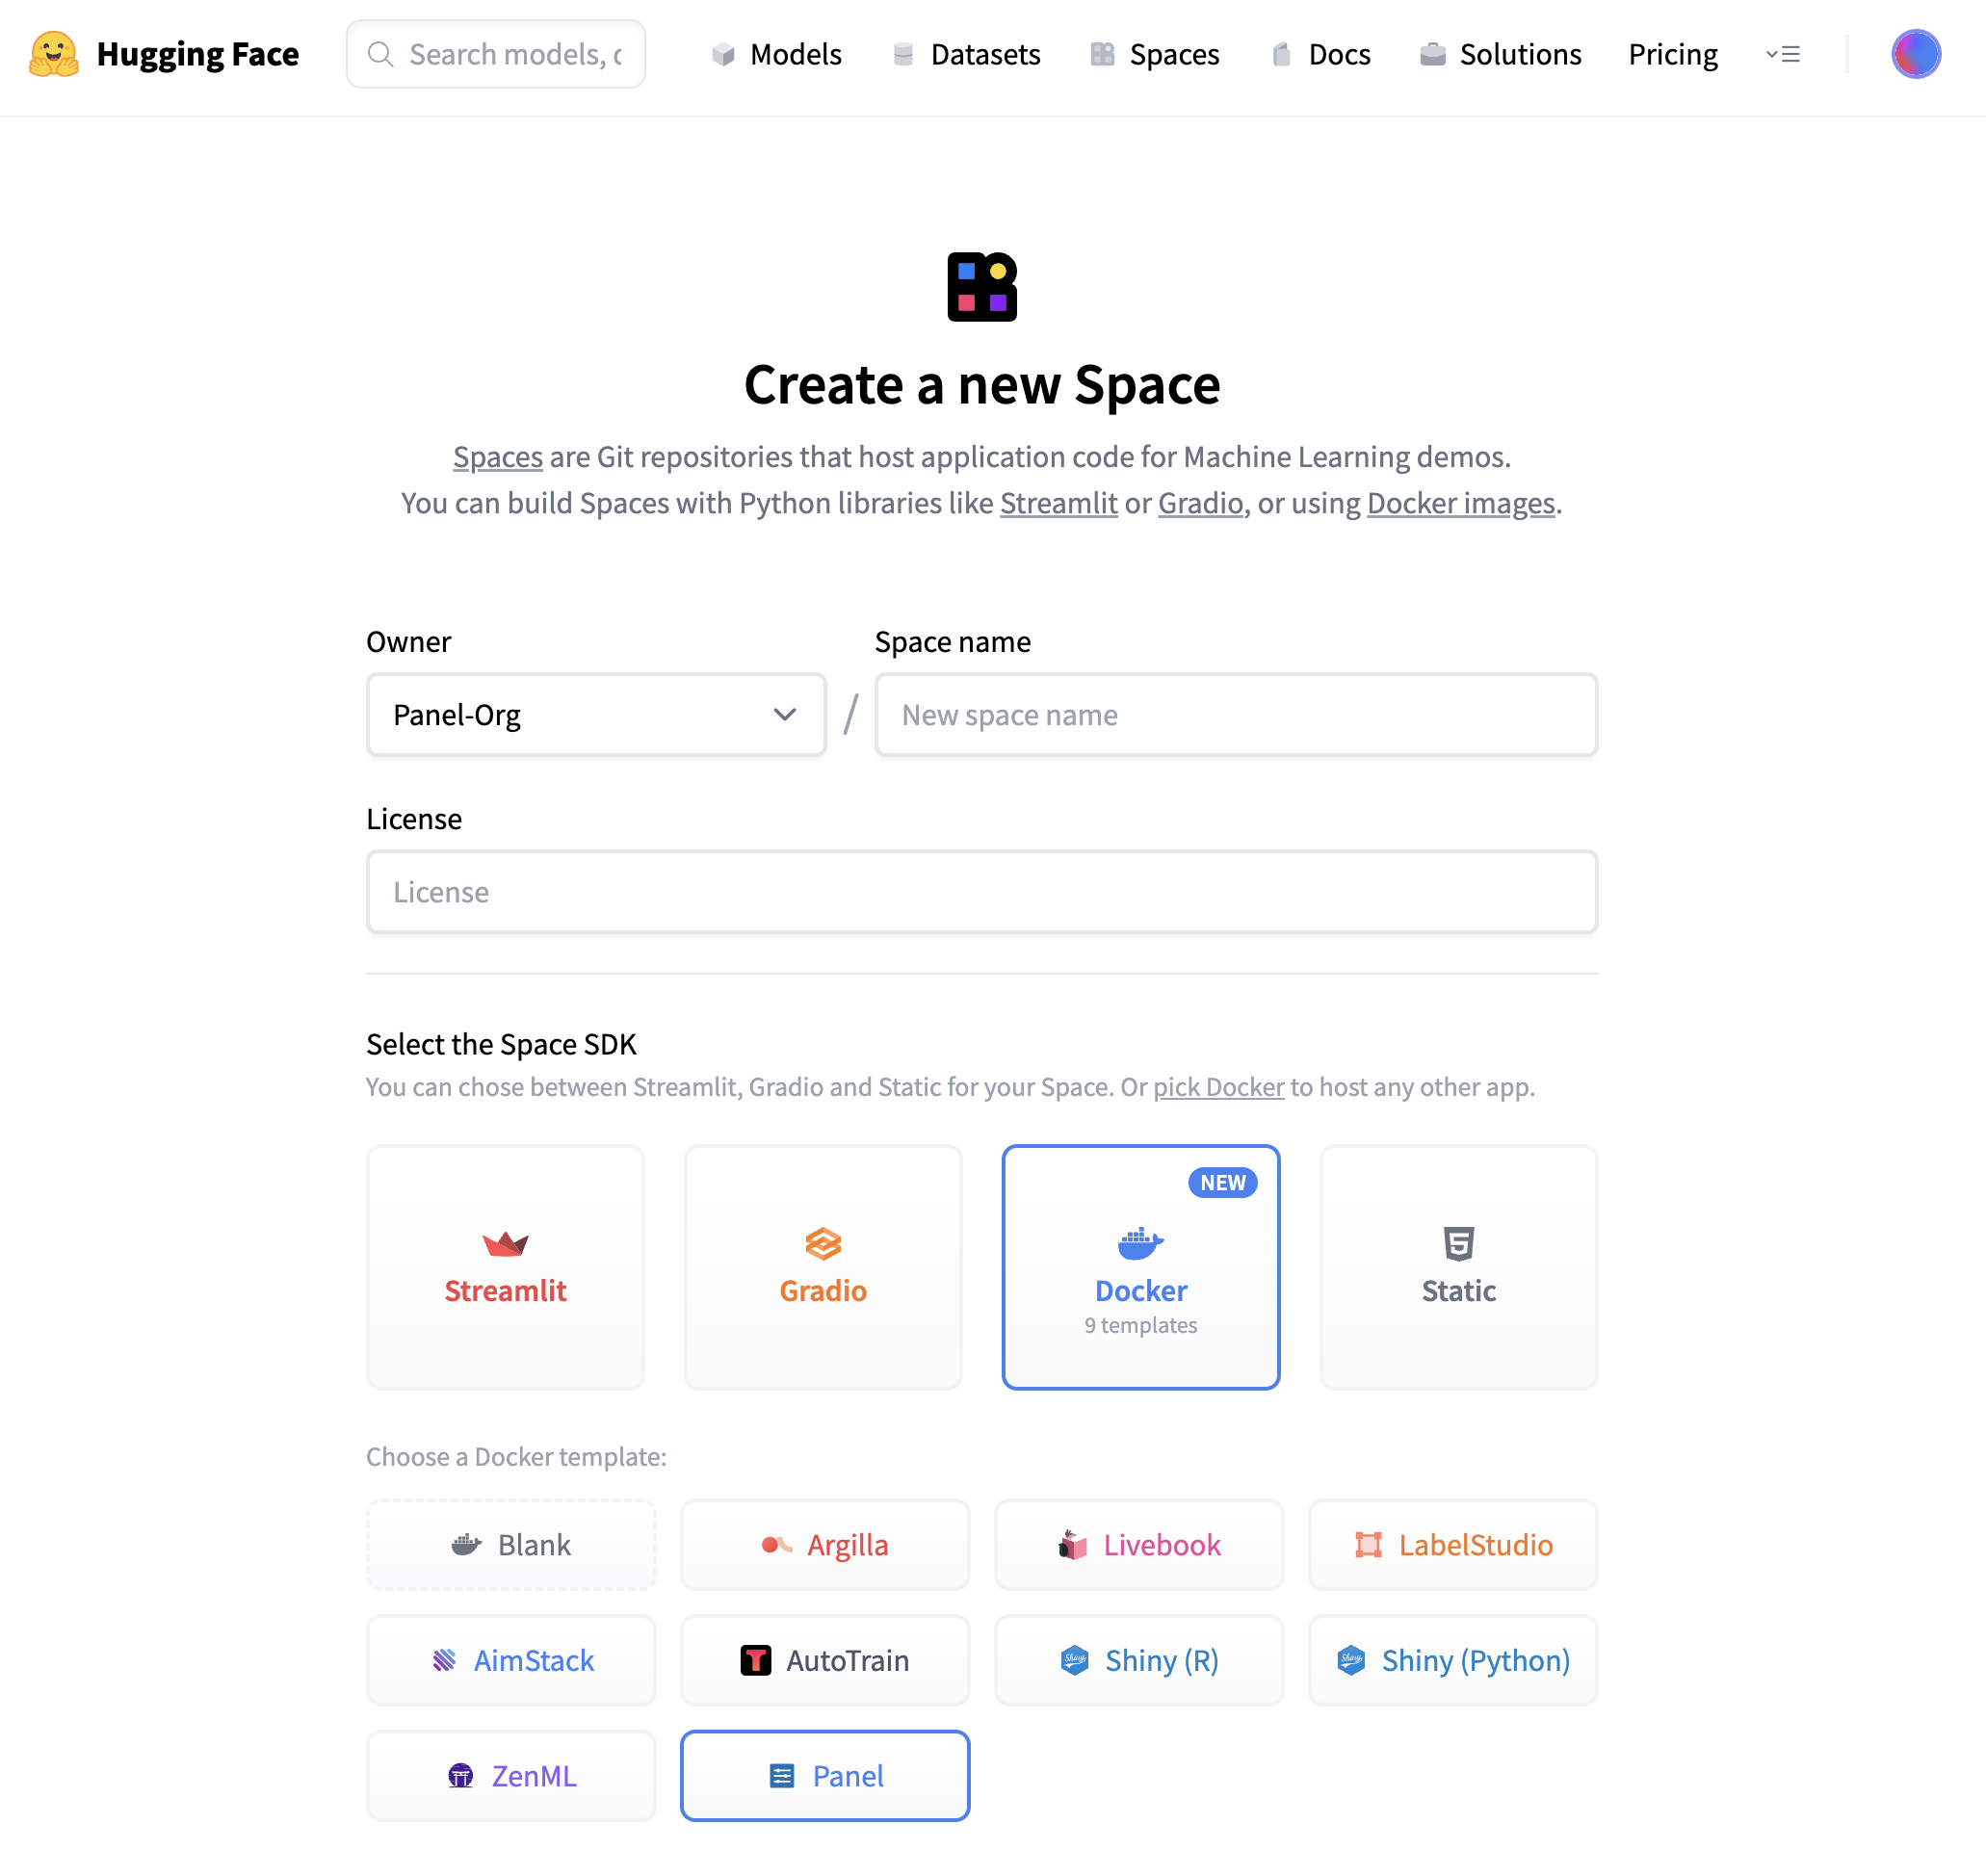 Hugging Face
Search models, d
Models
Datasets
Spaces
Docs
Solutions
Pricing
Create a new Space
Spaces are Git repositories that host application code for Machine Learning demos.
You can build Spaces with Python libraries like Streamlit or Gradio, or using Docker images.
Owner
Space name
Panel-Org
/
New space name
License
License
Select the Space SDK
You can chose between Streamlit, Gradio and Static for your Space. Or pick Docker to host any other app.
Streamlit
Gradio
NEW
Docker
9 templates
Static
Choose a Docker template:
Blank
Argilla
Livebook
LabelStudio
AimStack
AutoTrain
Shiny (R)
Shiny (Python)
ZenML
Panel